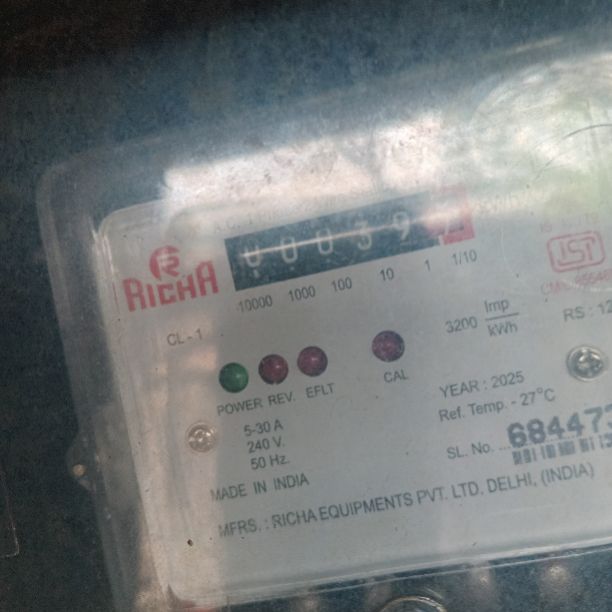 0 0 0 3 9
RICHA
10000 1000 100 10 1 1/10
CL - 1
3200 Imp/kWh
RS : 12
POWER REV. EFLT CAL
5-30 A
240 V.
50 Hz.
YEAR : 2025
Ref. Temp. - 27°C
SL. No. 68447
MADE IN INDIA
MFRS. : RICHA EQUIPMENTS PVT. LTD. DELHI, (INDIA)